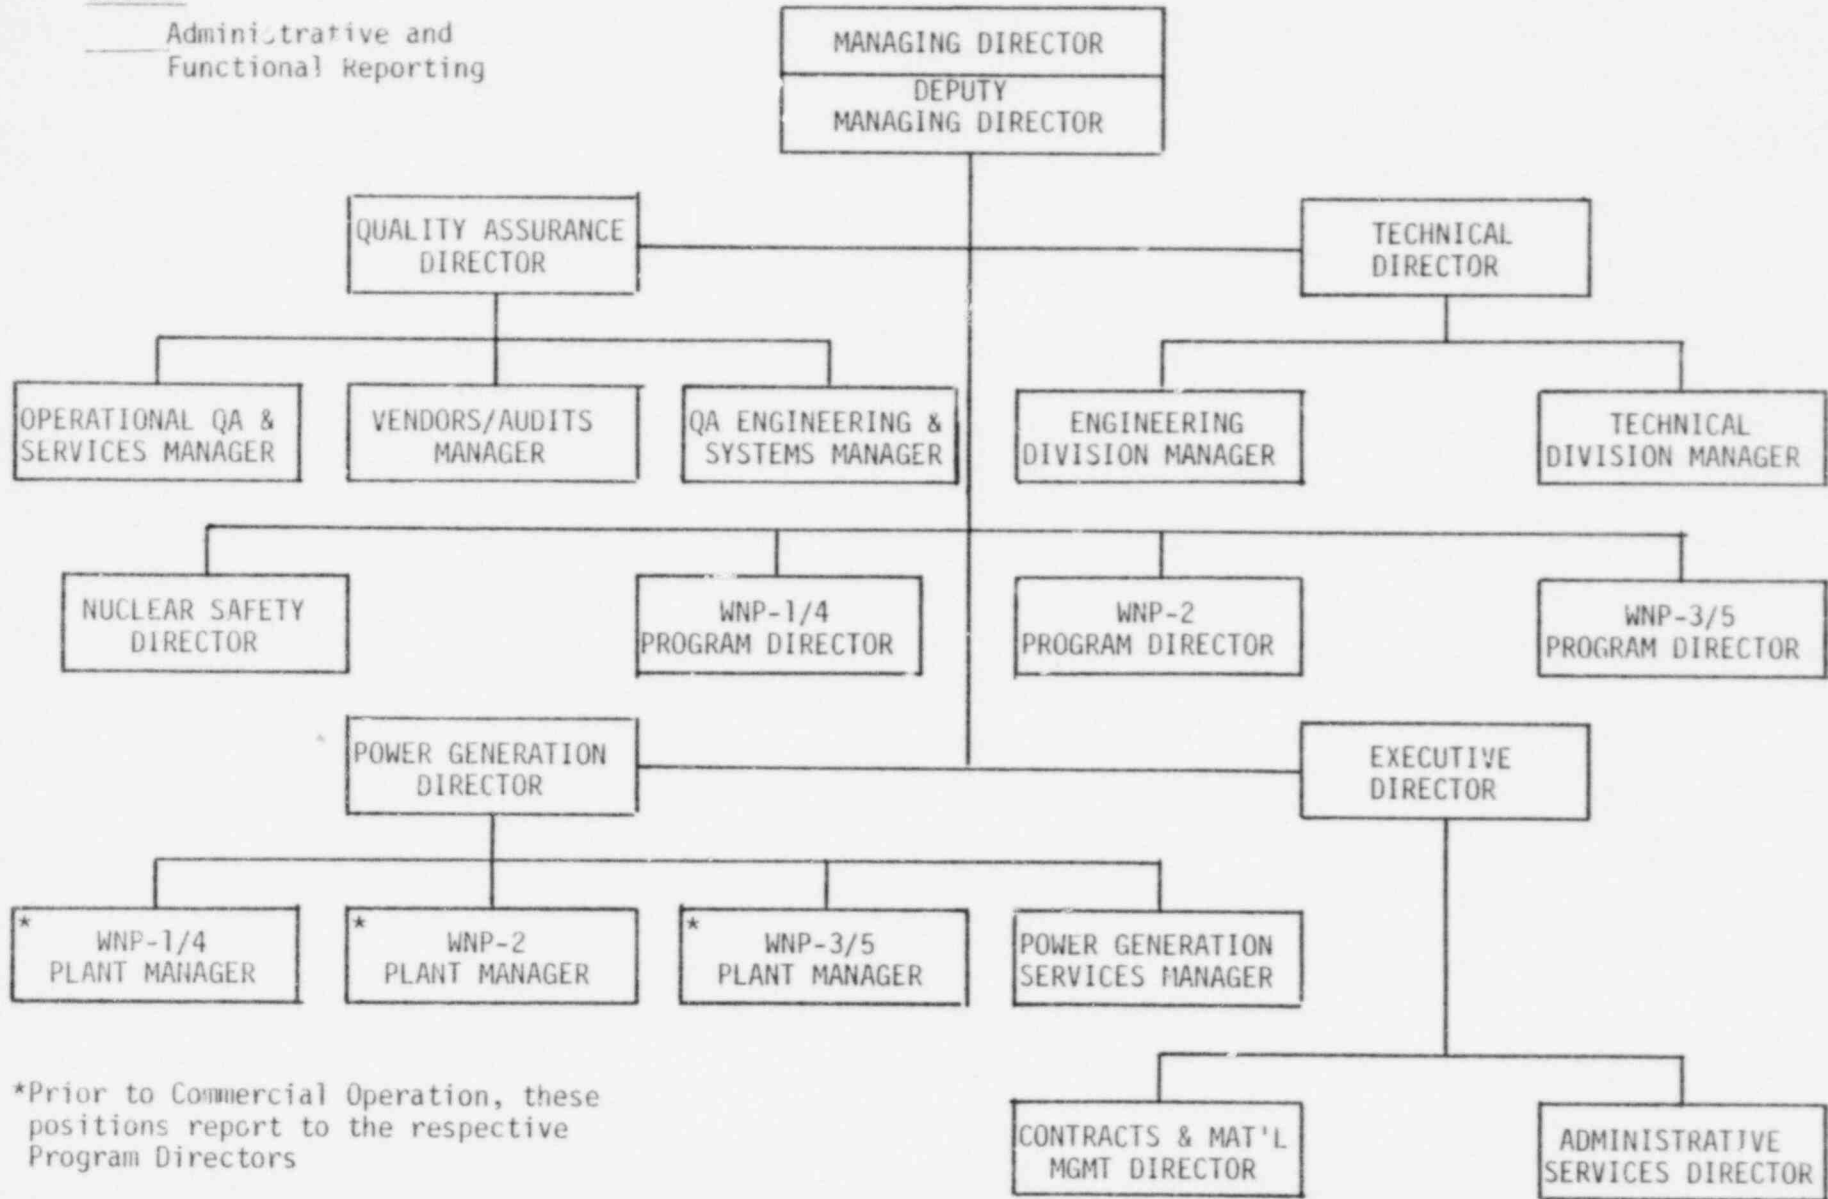 Administrative and
Functional Reporting
MANAGING DIRECTOR
DEPUTY
MANAGING DIRECTOR
QUALITY ASSURANCE
DIRECTOR
TECHNICAL
DIRECTOR
OPERATIONAL QA &
SERVICES MANAGER
VENDORS/AUDITS
MANAGER
QA ENGINEERING &
SYSTEMS MANAGER
ENGINEERING
DIVISION MANAGER
TECHNICAL
DIVISION MANAGER
NUCLEAR SAFETY
DIRECTOR
WNP-1/4
PROGRAM DIRECTOR
WNP-2
PROGRAM DIRECTOR
WNP-3/5
PROGRAM DIRECTOR
POWER GENERATION
DIRECTOR
EXECUTIVE
DIRECTOR
* WNP-1/4
PLANT MANAGER
* WNP-2
PLANT MANAGER
* WNP-3/5
PLANT MANAGER
POWER GENERATION
SERVICES MANAGER
CONTRACTS & MAT'L
MGMT DIRECTOR
ADMINISTRATIVE
SERVICES DIRECTOR
*Prior to Commercial Operation, these
positions report to the respective
Program Directors